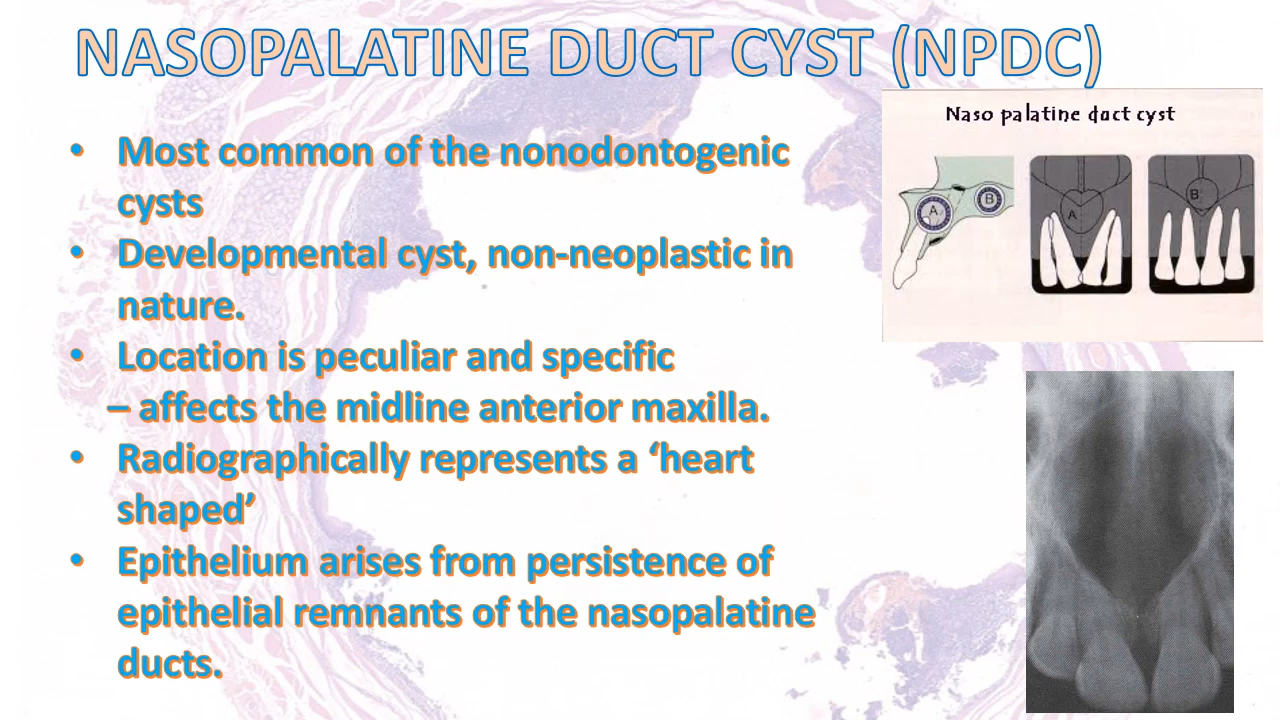 NASOPALATINE DUCT CYST (NPDC)
• Most common of the nonodontogenic
cysts
• Developmental cyst, non-neoplastic in
nature.
• Location is peculiar and specific
– affects the midline anterior maxilla.
• Radiographically represents a ‘heart
shaped’
• Epithelium arises from persistence of
epithelial remnants of the nasopalatine
ducts.
Naso palatine duct cyst
A B
A
B